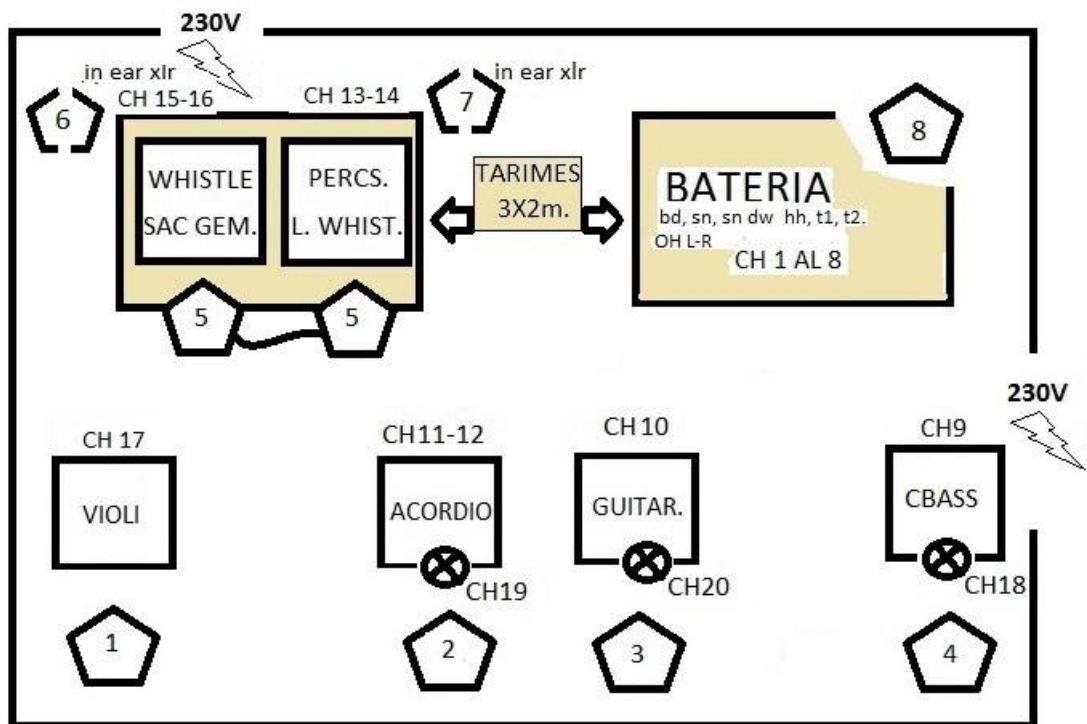 230V
in ear xlr
in ear xlr
CH 15-16
CH 13-14
6
7
8
WHISTLE
SAC GEM.
PERCS.
L. WHIST.
TARIMES
3X2m.
BATERIA
bd, sn, sn dw hh, t1, t2.
OH L-R
CH 1 AL 8
5
5
230V
CH 17
CH11-12
CH10
CH9
VIOLI
ACORDIO
GUITAR.
CBASS
CH19
CH20
CH18
1
2
3
4